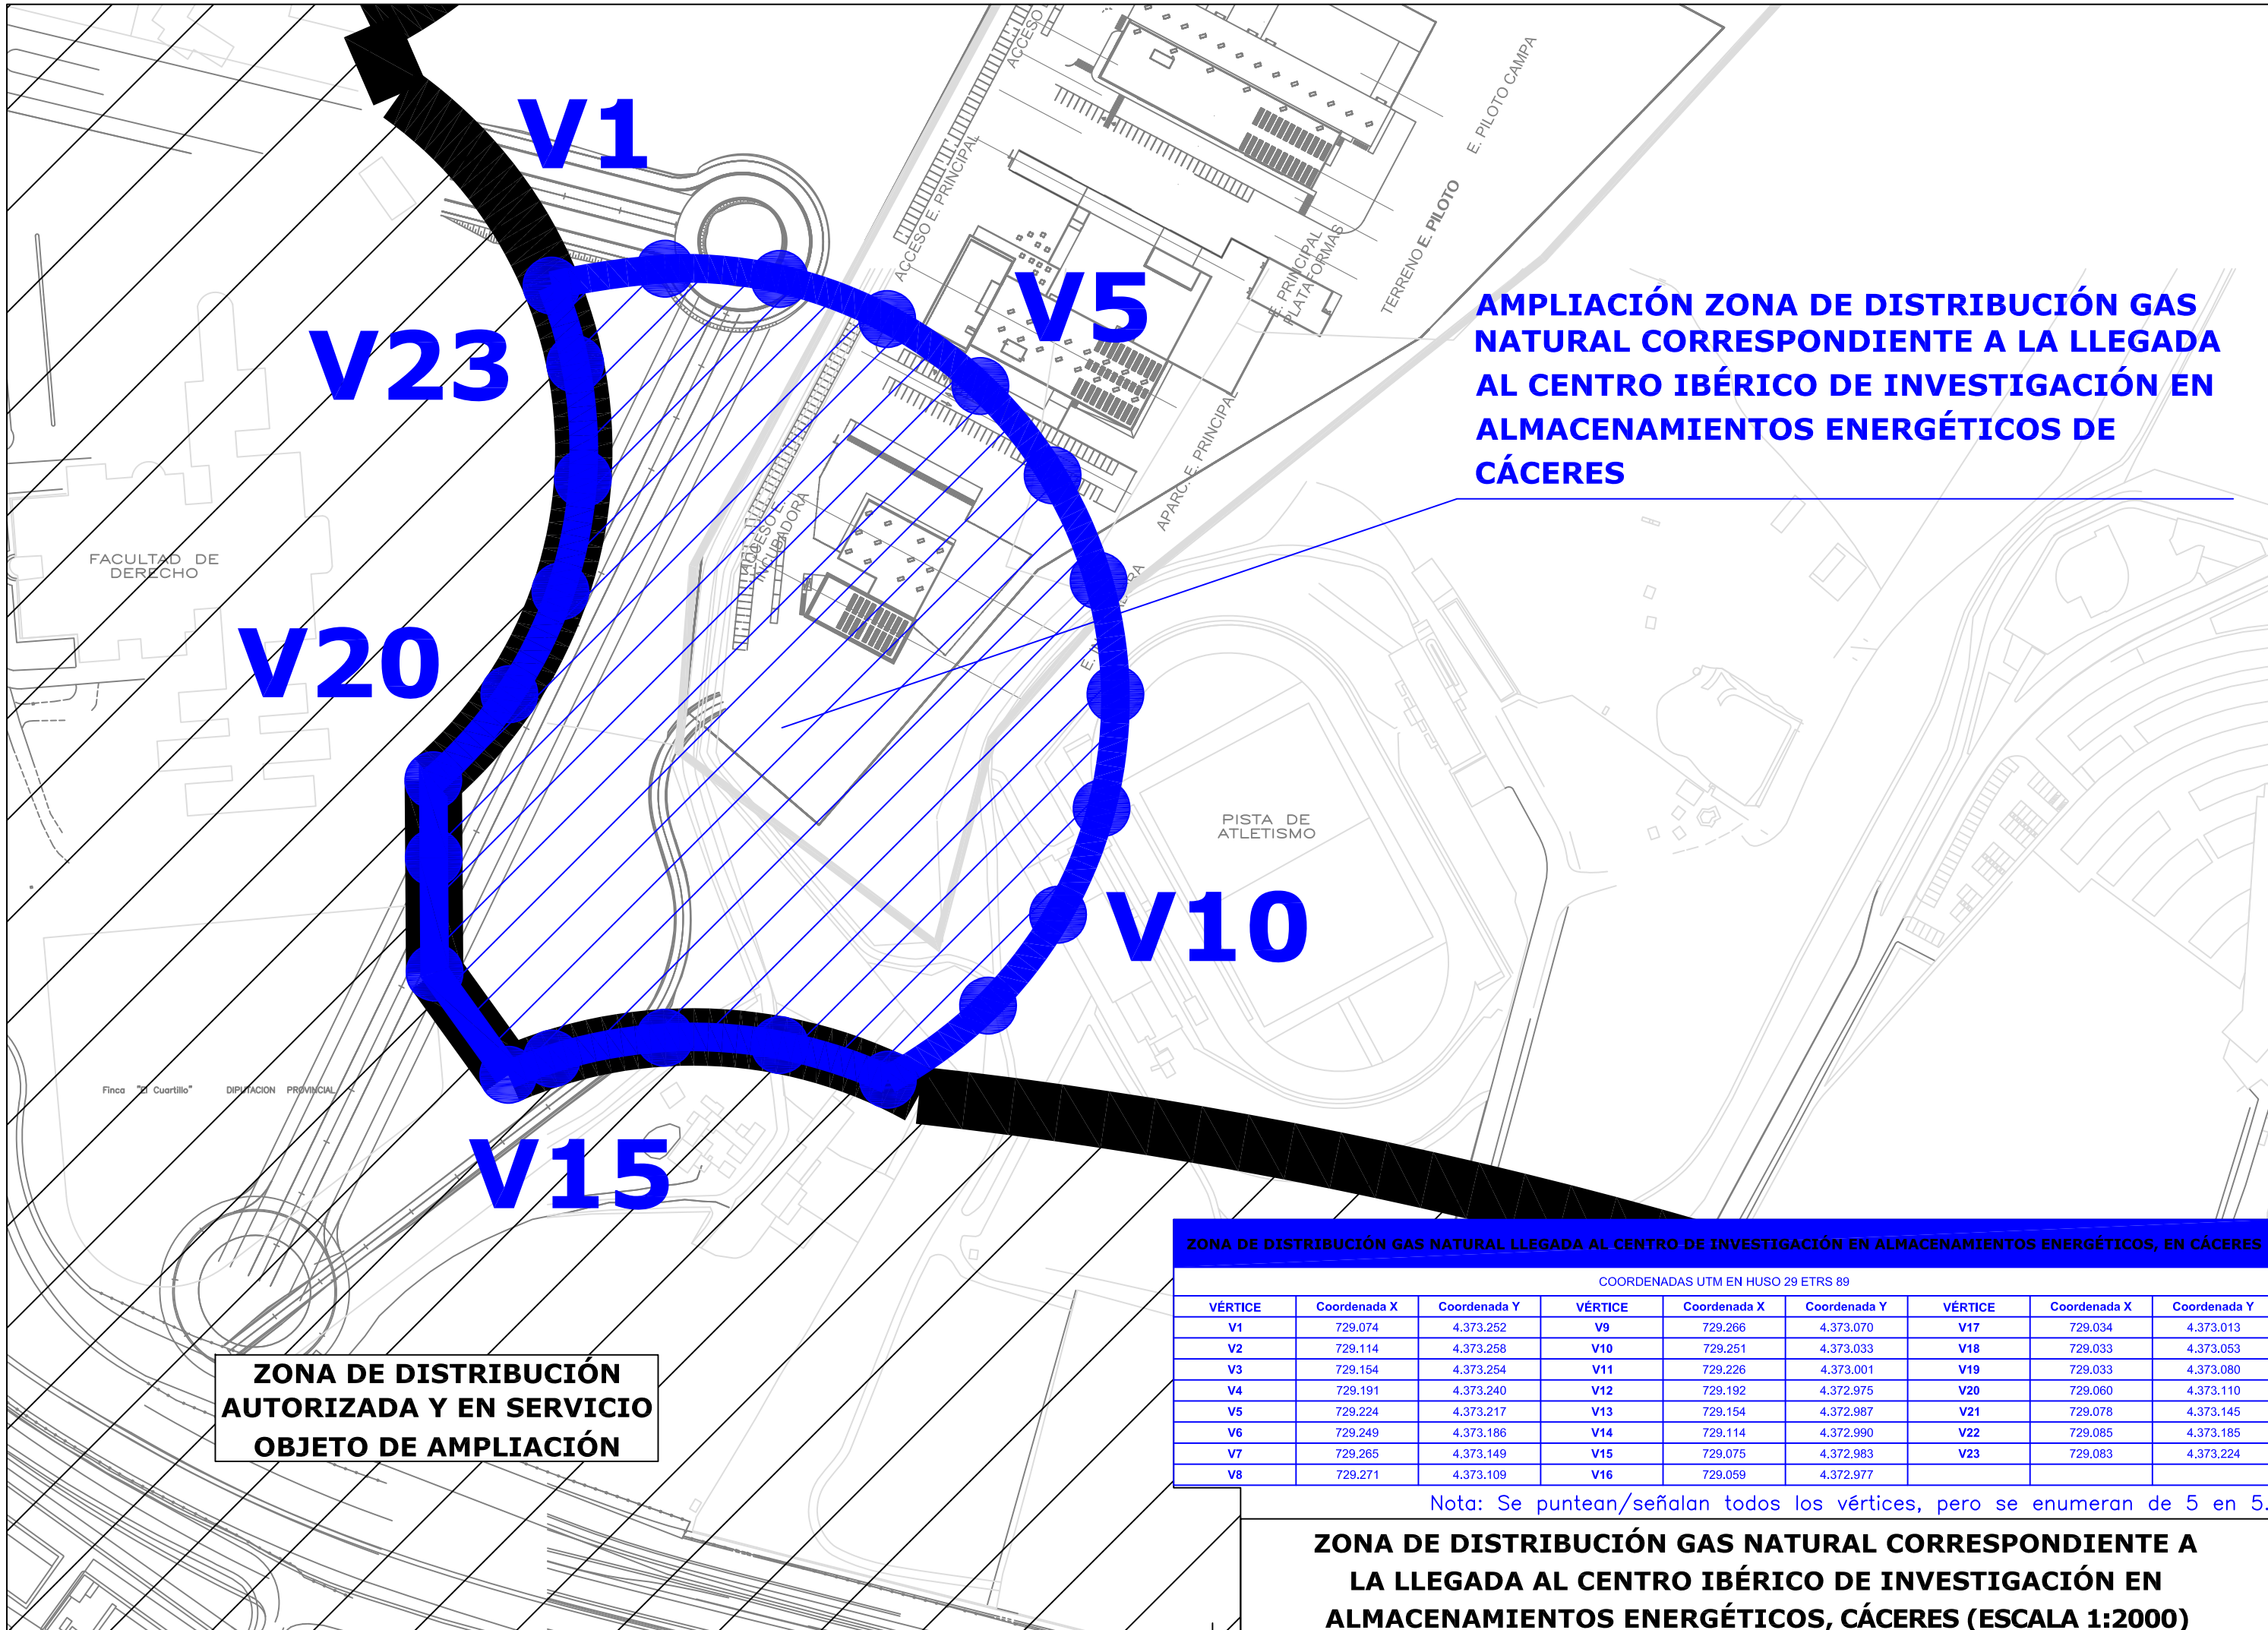 ACCESO
V1
ACCESO E. PRINCIPAL
E. PILOTO CAMPA
TERRENO E. PILOTO
E. PRINCIPAL
PLATAFORMAS
V5
V23
AMPLIACIÓN ZONA DE DISTRIBUCIÓN GAS
NATURAL CORRESPONDIENTE A LA LLEGADA
AL CENTRO IBÉRICO DE INVESTIGACIÓN EN
ALMACENAMIENTOS ENERGÉTICOS DE
CÁCERES
APARC. E. PRINCIPAL
ACCESO E.
INCUBADORA
FACULTAD DE
DERECHO
V20
E.
PISTA DE
ATLETISMO
V10
Finca "El Cuartillo" DIPUTACION PROVINCIAL
V15
ZONA DE DISTRIBUCIÓN GAS NATURAL LLEGADA AL CENTRO DE INVESTIGACIÓN EN ALMACENAMIENTOS ENERGÉTICOS, EN CÁCERES
COORDENADAS UTM EN HUSO 29 ETRS 89
VÉRTICE Coordenada X Coordenada Y VÉRTICE Coordenada X Coordenada Y VÉRTICE Coordenada X Coordenada Y
V1 729.074 4.373.252 V9 729.266 4.373.070 V17 729.034 4.373.013
V2 729.114 4.373.258 V10 729.251 4.373.033 V18 729.033 4.373.053
V3 729.154 4.373.254 V11 729.226 4.373.001 V19 729.033 4.373.080
V4 729.191 4.373.240 V12 729.192 4.372.975 V20 729.060 4.373.110
V5 729.224 4.373.217 V13 729.154 4.372.987 V21 729.078 4.373.145
V6 729.249 4.373.186 V14 729.114 4.372.990 V22 729.085 4.373.185
V7 729.265 4.373.149 V15 729.075 4.372.983 V23 729.083 4.373.224
V8 729.271 4.373.109 V16 729.059 4.372.977
Nota: Se puntean/señalan todos los vértices, pero se enumeran de 5 en 5.
ZONA DE DISTRIBUCIÓN
AUTORIZADA Y EN SERVICIO
OBJETO DE AMPLIACIÓN
ZONA DE DISTRIBUCIÓN GAS NATURAL CORRESPONDIENTE A
LA LLEGADA AL CENTRO IBÉRICO DE INVESTIGACIÓN EN
ALMACENAMIENTOS ENERGÉTICOS, CÁCERES (ESCALA 1:2000)